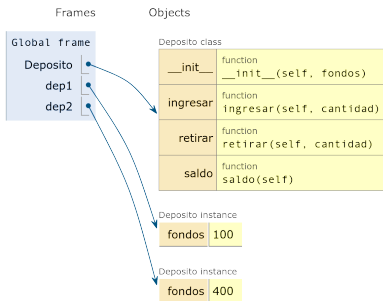 Frames
Objects
Global frame
Deposito
dep1
dep2
Deposito class
__init__
function
__init__(self, fondos)
ingresar
function
ingresar(self, cantidad)
retirar
function
retirar(self, cantidad)
saldo
function
saldo(self)
Deposito instance
fondos 100
Deposito instance
fondos 400